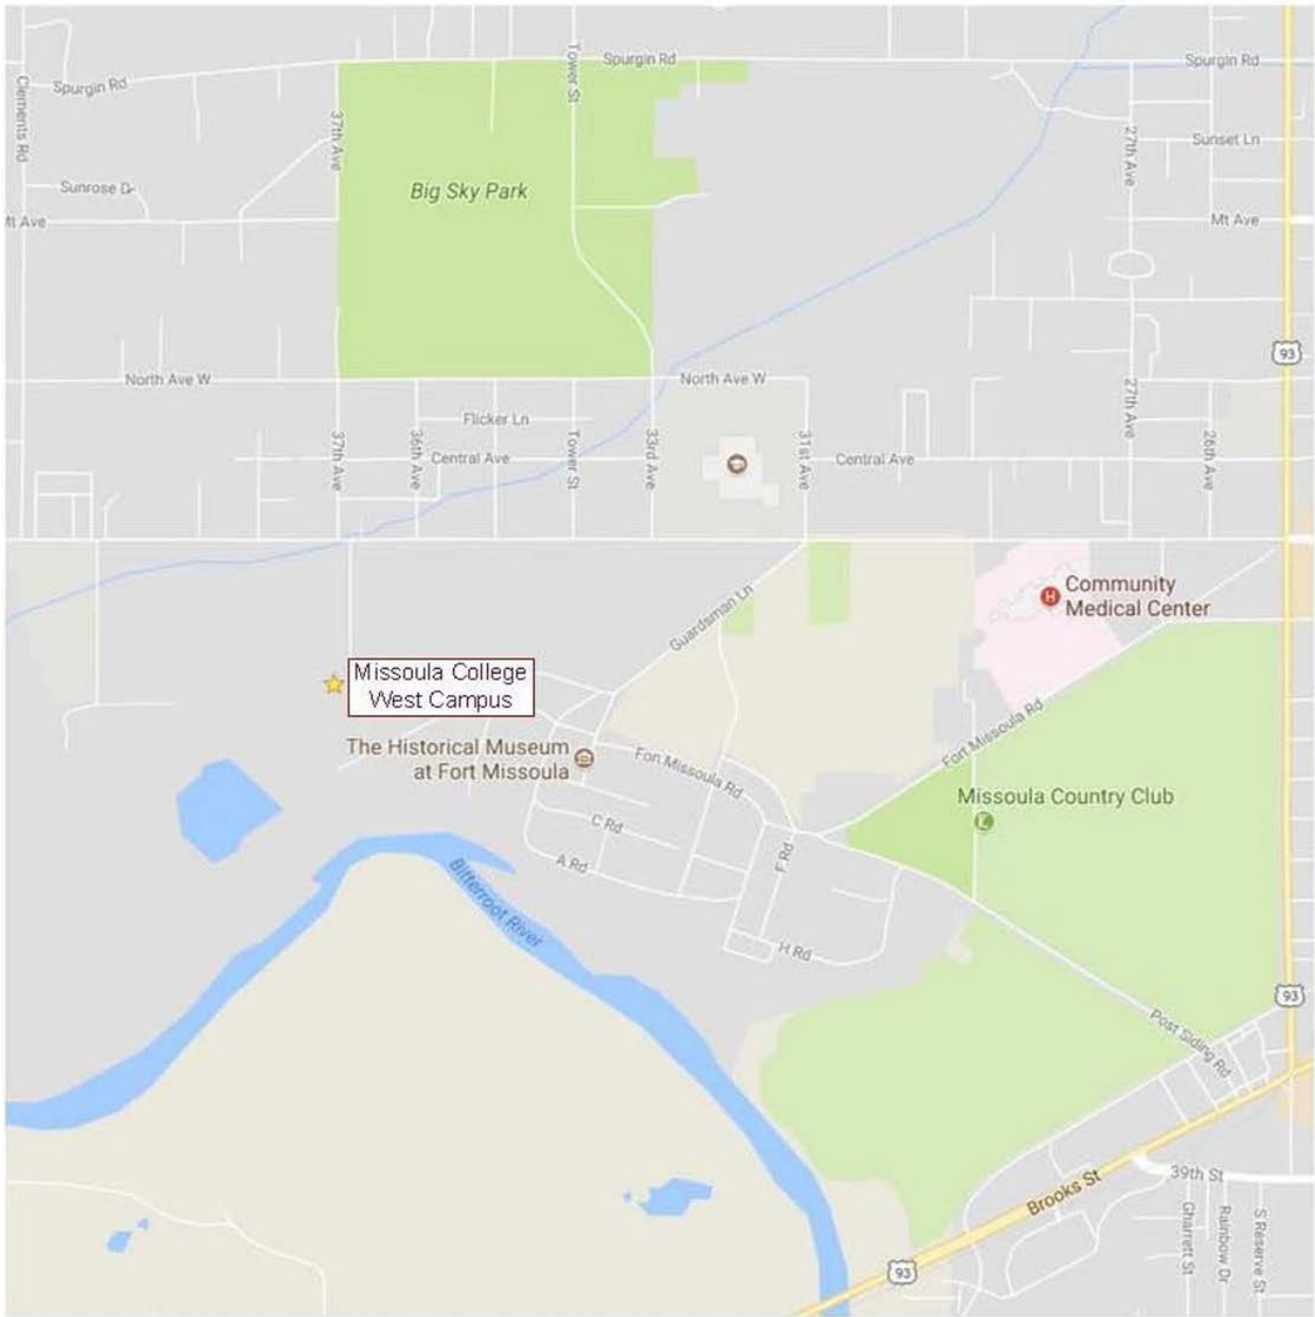 Spurgin Rd
Spurgin Rd
Spurgin Rd
Clements Rd
Tower St
37th Ave
27th Ave
Sunset Ln
Sunrose Dr
Big Sky Park
Mt Ave
Mt Ave
93
North Ave W
North Ave W
27th Ave
Flicker Ln
37th Ave
36th Ave
Central Ave
Tower St
33rd Ave
31st Ave
Central Ave
26th Ave
Community
Medical Center
H
Guardsman Ln
Missoula College
West Campus
Fort Missoula Rd
The Historical Museum
at Fort Missoula
Fort Missoula Rd
Missoula Country Club
C Rd
A Rd
F Rd
Bitterroot River
H Rd
93
Post Siding Rd
Brooks St
39th St
Gharrett St
Rainbow Dr
S Reserve St
93